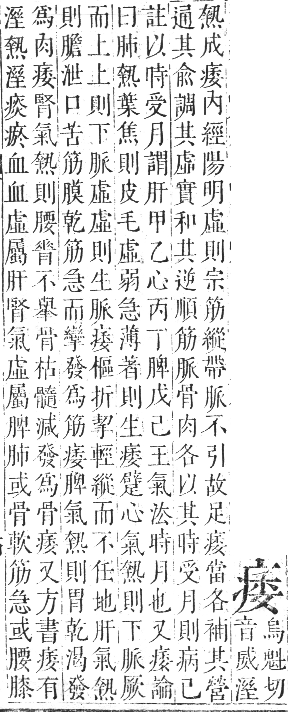 痿
烏魁切
音威溼
熱成痿內經陽明虛則宗筋縱帶脈不引故足痿當各補其營
通其俞調其虛實和其逆順筋脈骨肉各以其時受月則病已
註以時受月謂肝甲乙心丙丁脾戊己王氣法時月也又痿論
曰肺熱葉焦則皮毛虛弱急薄著則生痿躄心氣熱則下脈厥
而上上則下脈虛虛則生脈痿樞折挈輕縱而不任地肝氣熱
則膽泄口苦筋膜乾筋急而攣發爲筋痿脾氣熱則胃乾渴發
爲肉痿腎氣熱則腰脊不舉骨枯髓減發爲骨痿又方書痿有
溼熱溼痰瘀血血虛屬肝腎氣虛屬脾肺或骨軟筋急或腰膝